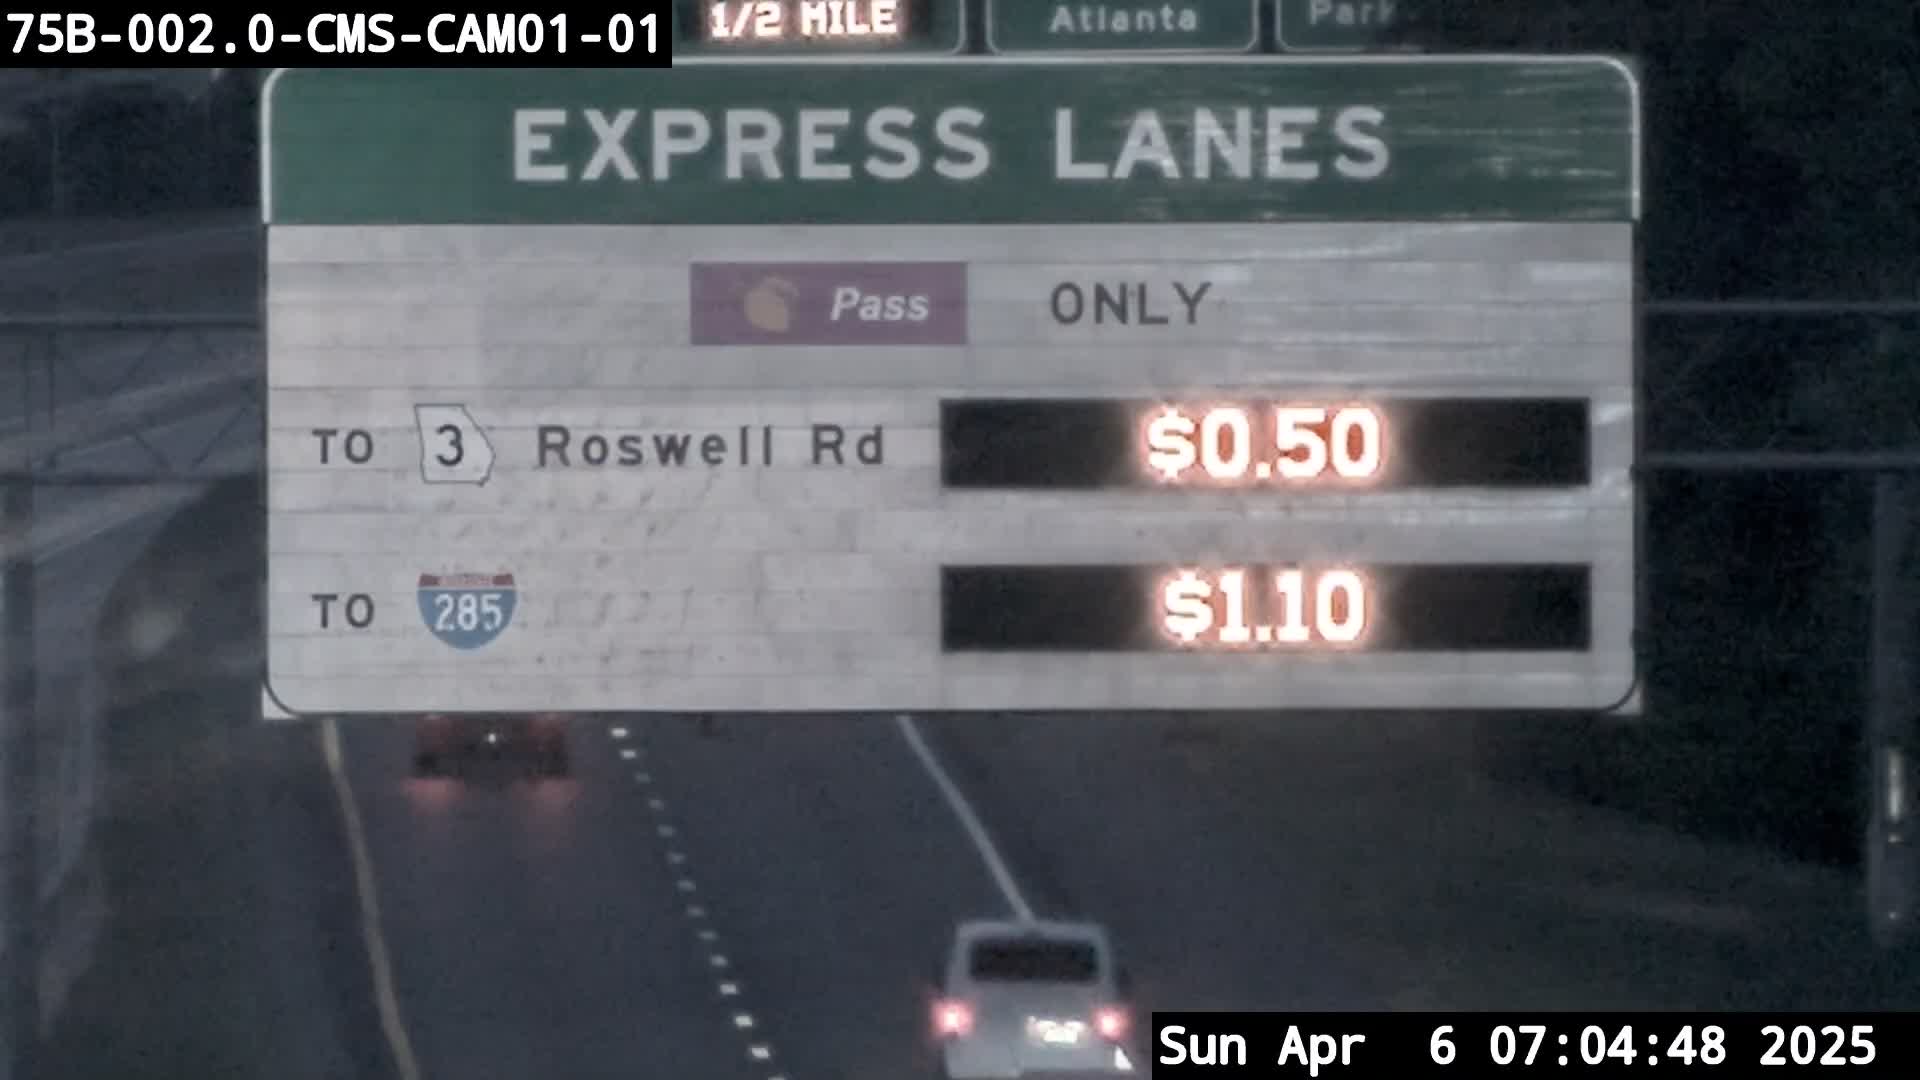 75B-002.0-CMS-CAM01-01
1/2 MILE
Atlanta
Park
EXPRESS LANES
Pass ONLY
TO 3 Roswell Rd $0.50
TO 285 $1.10
Sun Apr 6 07:04:48 2025